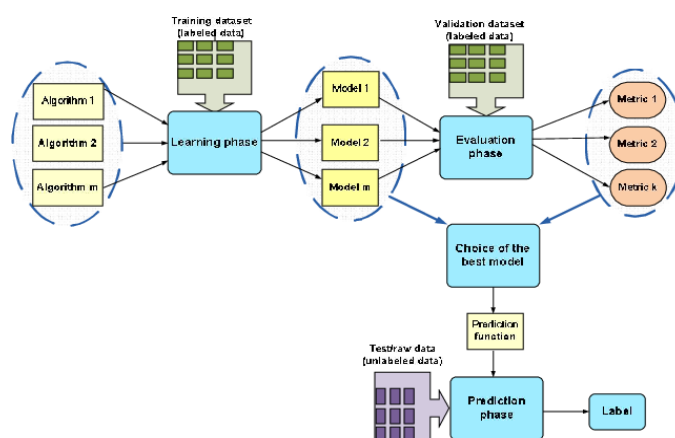 Training dataset
(labeled data)
Validation dataset
(labeled data)
Algorithm 1
Algorithm 2
Algorithm m
Learning phase
Model 1
Model 2
Model m
Evaluation
phase
Metric 1
Metric 2
Metric k
Choice of the
best model
Prediction
function
Test/raw data
(unlabeled data)
Prediction
phase
Label